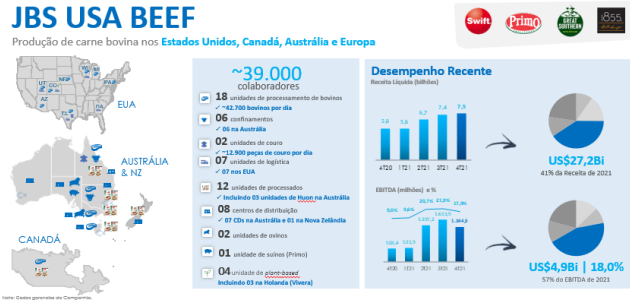 JBS USA BEEF
Produção de carne bovina nos Estados Unidos, Canadá, Austrália e Europa
Swift
Primo
GREAT SOUTHERN
1855
EUA
AUSTRÁLIA & NZ
CANADÁ
Nota: Dados gerenciais da Companhia.
~39.000
colaboradores
18 unidades de processamento de bovinos
✓ ~42.700 bovinos por dia
06 confinamentos
✓ 06 na Austrália
02 unidades de couro
✓ ~12.900 peças de couro por dia
07 unidades de logística
✓ 07 nos EUA
12 unidades de processados
✓ Incluindo 03 unidades de Huon na Austrália
08 centros de distribuição
✓ 07 CDs na Austrália e 01 na Nova Zelândia
02 unidades de ovinos
01 unidade de suínos (Primo)
04 unidade de plant-based
Incluindo 03 na Holanda (Vivera)
Desempenho Recente
Receita Líquida (bilhões)
5,8 5,8 6,7 7,4 7,5
4T20 1T21 2T21 3T21 4T21
US$27,2Bi
41% da Receita de 2021
EBITDA (milhões) e %
4T20 1T21 2T21 3T21 4T21
US$4,9Bi | 18,0%
57% do EBITDA de 2021